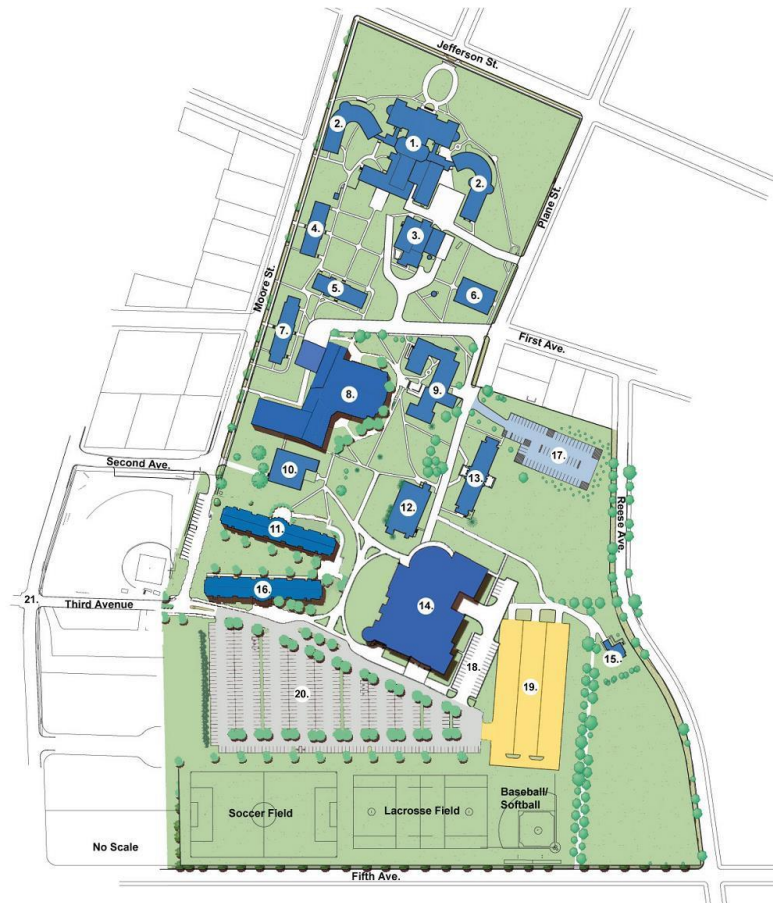 Jefferson St.
2.
1.
2.
Plane St.
4.
3.
5.
6.
Moore St.
7.
First Ave.
8.
9.
Second Ave.
10.
13.
17.
12.
Reese Ave.
11.
16.
21.
Third Avenue
14.
15.
18.
19.
20.
Soccer Field
Lacrosse Field
Baseball/
Softball
No Scale
Fifth Ave.